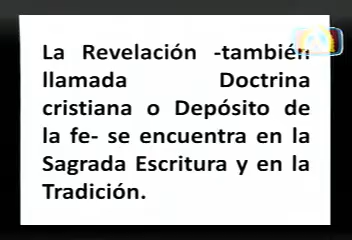 La Revelación -también
llamada Doctrina
cristiana o Depósito de
la fe- se encuentra en la
Sagrada Escritura y en la
Tradición.